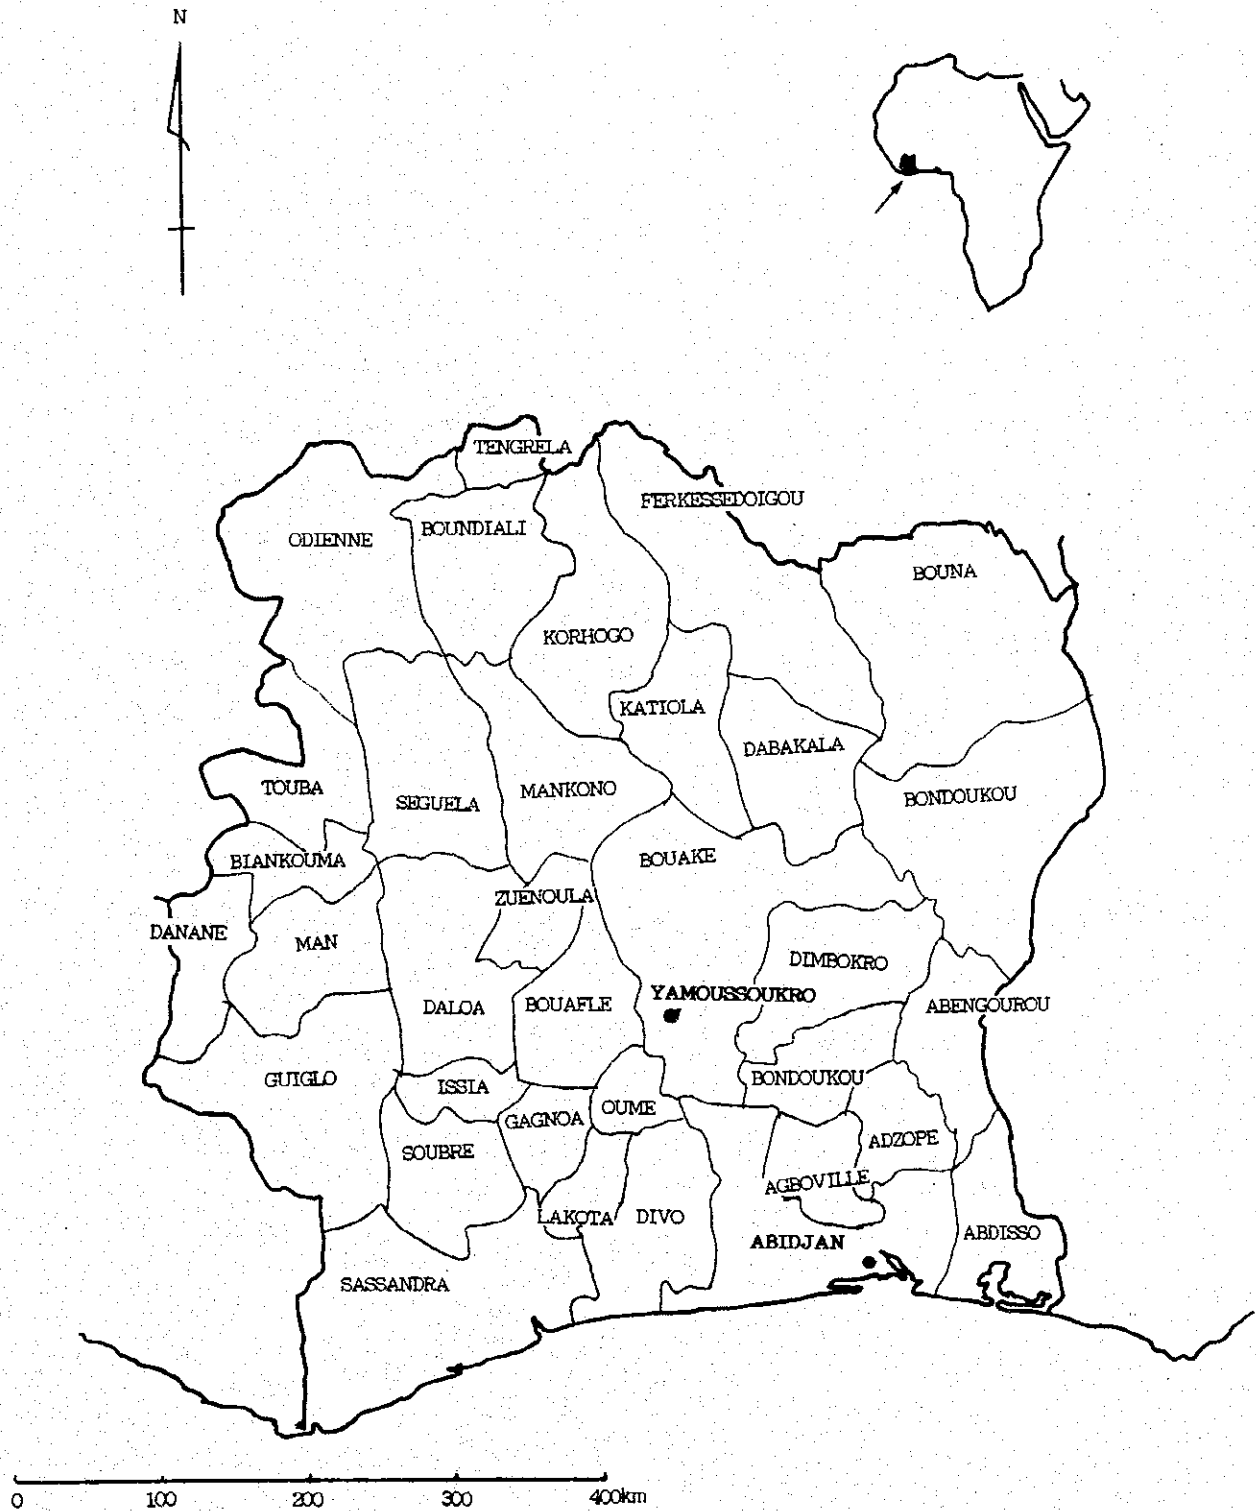 N
TENGRELA
FERKESSEDOIGOU
BOUNDIALI
ODIENNE
BOUNA
KORHOGO
KATIOLA
DABAKALA
TOUBA
SEGUELA
MANKONO
BONDOUKOU
BIANKOUMA
BOUAKE
ZUENOULA
DANANE
MAN
DIMBOKRO
YAMOUSSOUKRO
DALOA
BOUAFLE
ABENGOUROU
GUIGLO
ISSIA
BONDOUKOU
OUME
GAGNOA
ADZOPE
SOUBRE
AGBOVILLE
LAKOTA
DIVO
ABIDJAN
ABDISSO
SASSANDRA
0 100 200 300 400km